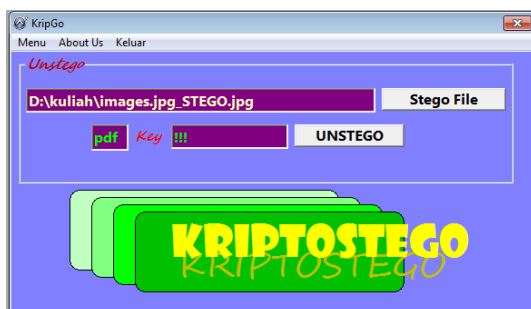 KripGo
Menu About Us Keluar
Unstego
D:\kuliah\images.jpg_STEGO.jpg Stego File
pdf Key !!! UNSTEGO
KRIPTOSTEGO
KRIPTOSTEGO